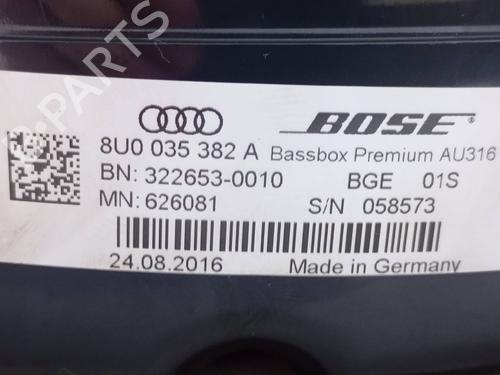 BOSE®
8U0 035 382 A Bassbox Premium AU316
BN: 322653-0010 BGE 01S
MN: 626081 S/N 058573
24.08.2016 Made in Germany
B-PARTS